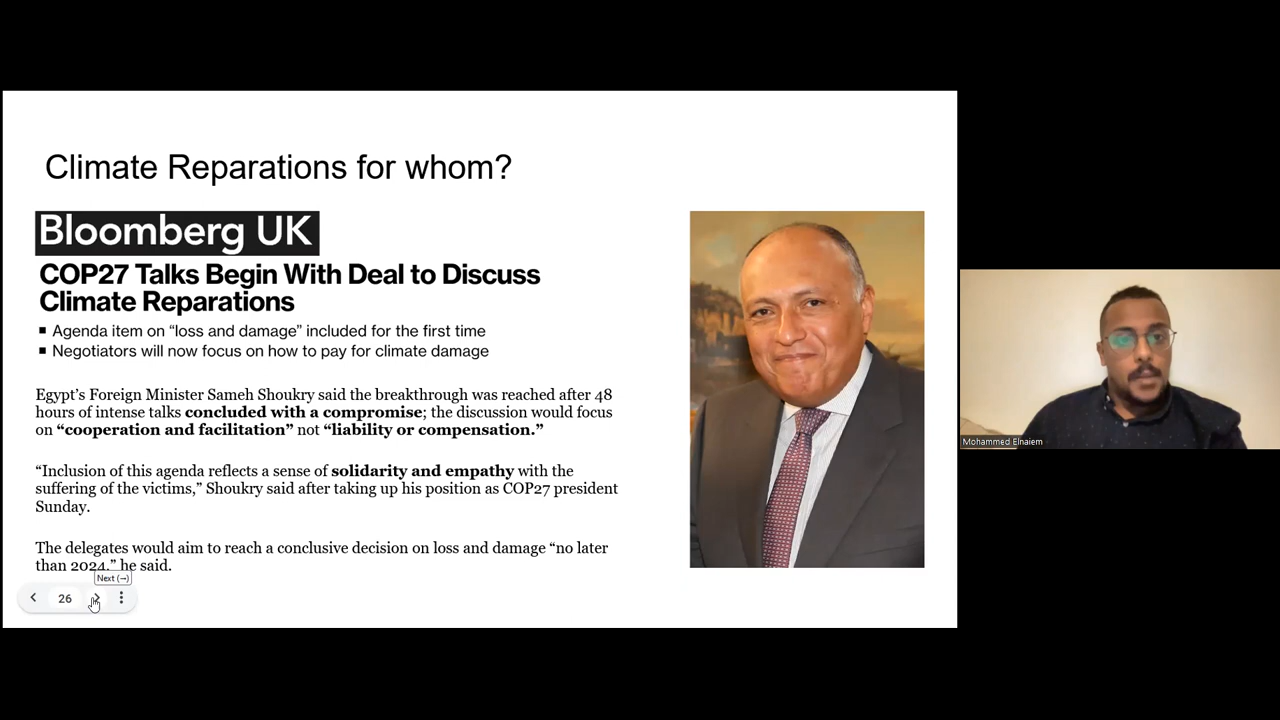 Climate Reparations for whom?
Bloomberg UK
COP27 Talks Begin With Deal to Discuss
Climate Reparations
▪ Agenda item on “loss and damage” included for the first time
▪ Negotiators will now focus on how to pay for climate damage
Egypt’s Foreign Minister Sameh Shoukry said the breakthrough was reached after 48
hours of intense talks concluded with a compromise; the discussion would focus
on “cooperation and facilitation” not “liability or compensation.”
“Inclusion of this agenda reflects a sense of solidarity and empathy with the
suffering of the victims,” Shoukry said after taking up his position as COP27 president
Sunday.
The delegates would aim to reach a conclusive decision on loss and damage “no later
than 2024,” he said.
Next (→)
26
Mohammed Elnaiem